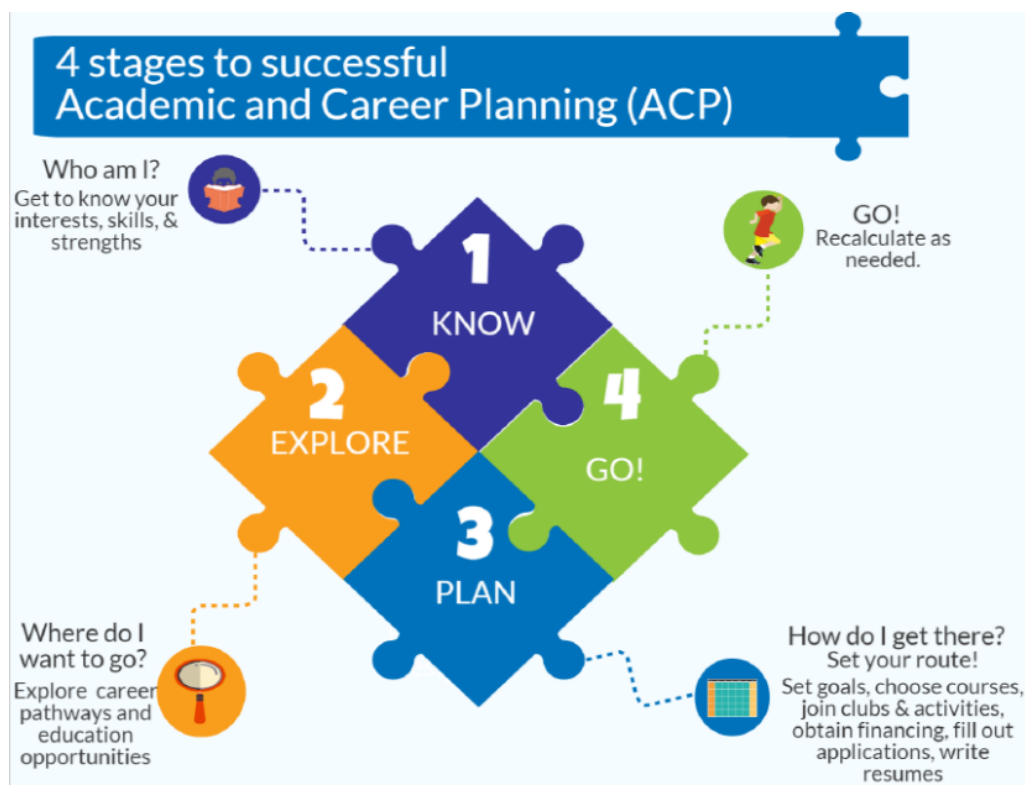 4 stages to successful
Academic and Career Planning (ACP)
Who am I?
Get to know your
interests, skills, &
strengths
1
KNOW
GO!
Recalculate as
needed.
2
EXPLORE
4
GO!
3
PLAN
Where do I
want to go?
Explore career
pathways and
education
opportunities
How do I get there?
Set your route!
Set goals, choose courses,
join clubs & activities,
obtain financing, fill out
applications, write
resumes